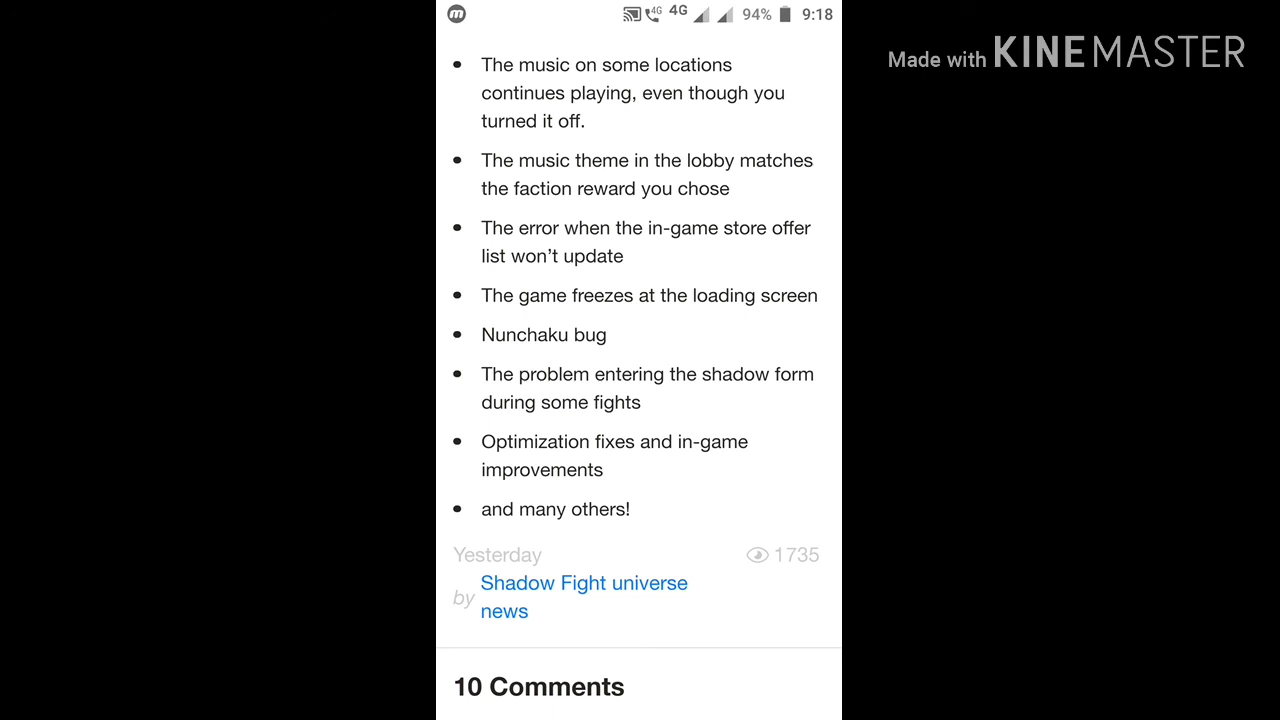 4G 4G 94% 9:18
Made with KINEMASTER
• The music on some locations
continues playing, even though you
turned it off.
• The music theme in the lobby matches
the faction reward you chose
• The error when the in-game store offer
list won’t update
• The game freezes at the loading screen
• Nunchaku bug
• The problem entering the shadow form
during some fights
• Optimization fixes and in-game
improvements
• and many others!
Yesterday 1735
by Shadow Fight universe
news
10 Comments